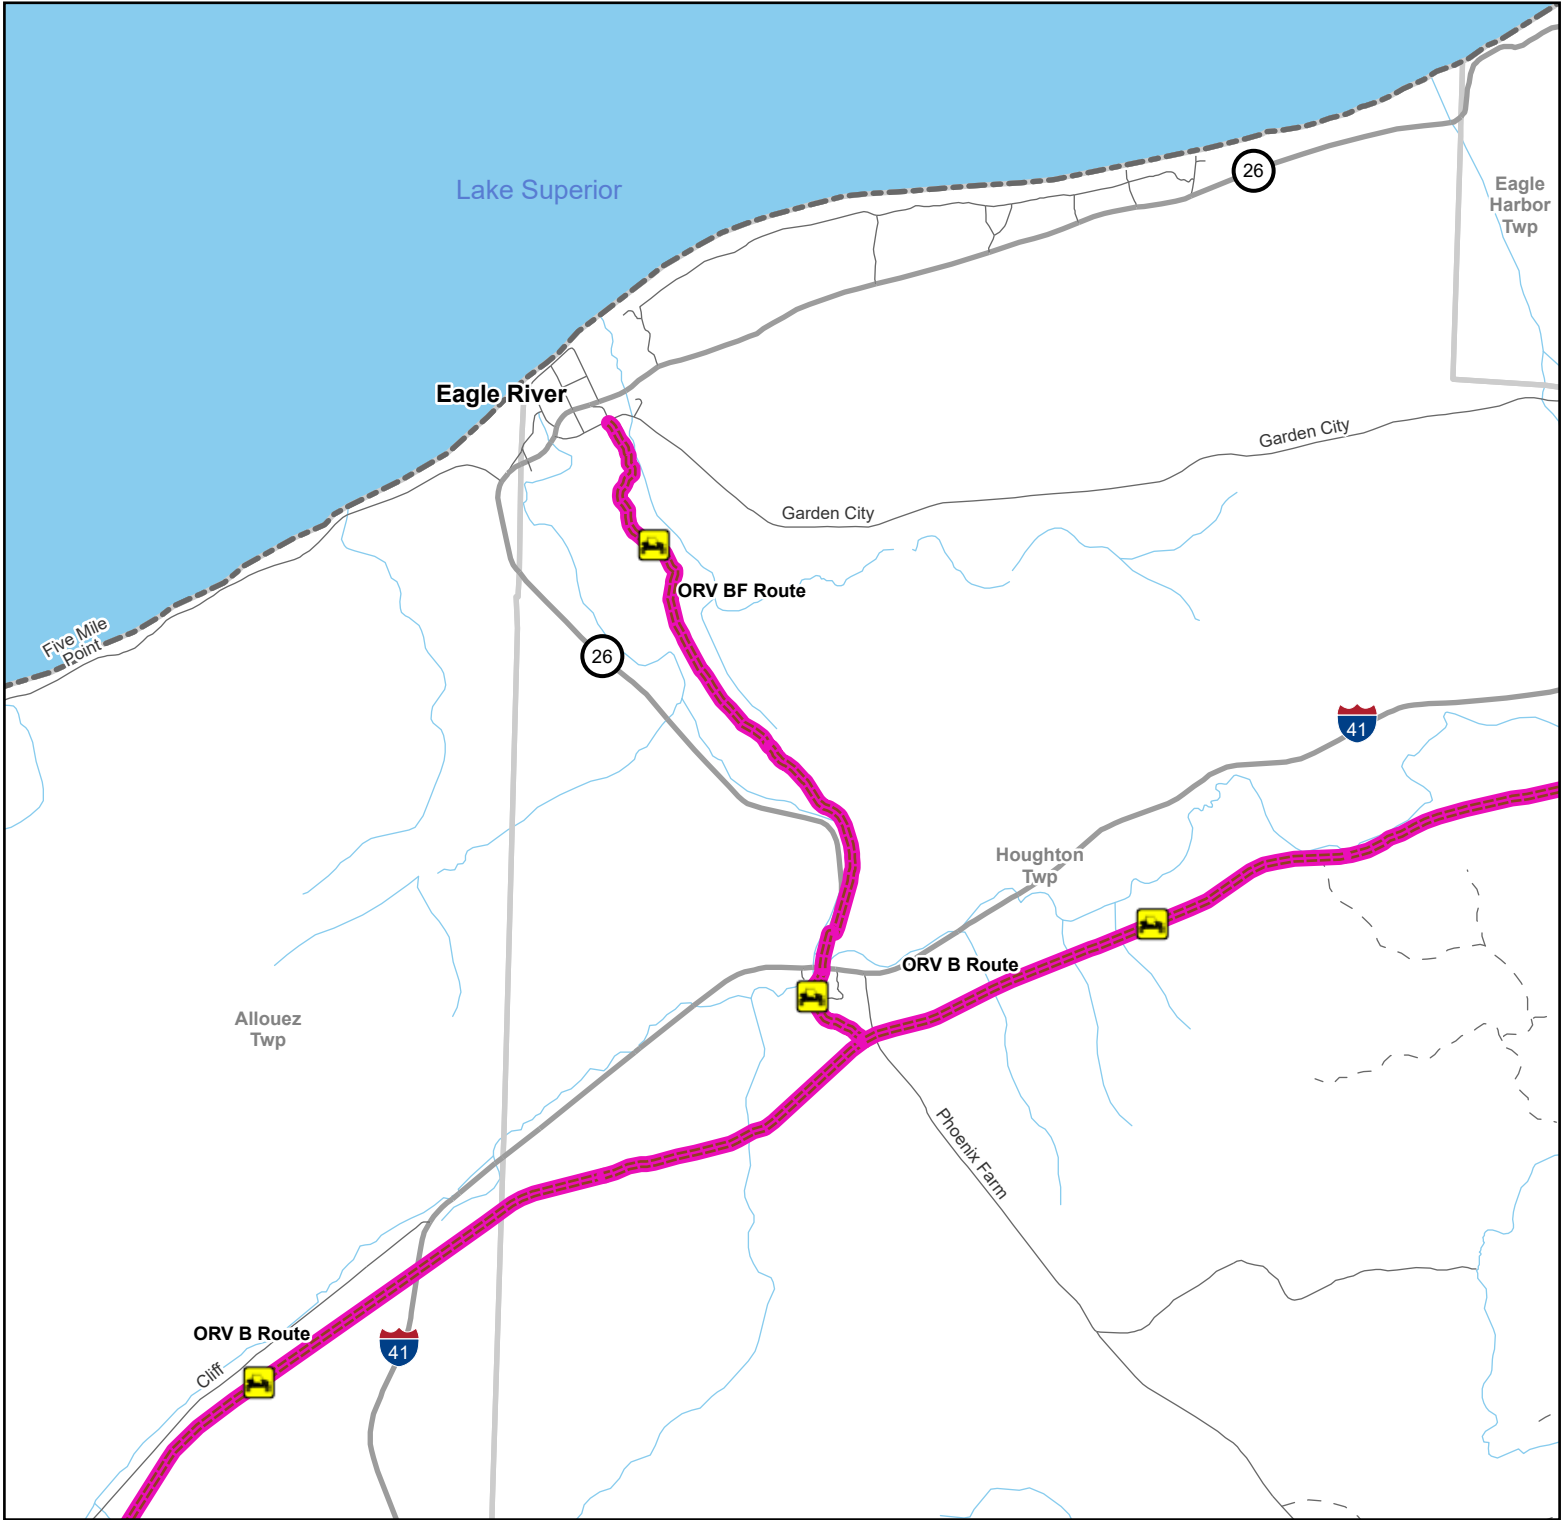 26
Eagle
Harbor
Twp
Lake Superior
Eagle River
Garden City
Garden City
ORV BF Route
Five Mile
Point
26
41
Houghton
Twp
ORV B Route
Allouez
Twp
Phoenix Farm
ORV B Route
41
Cliff